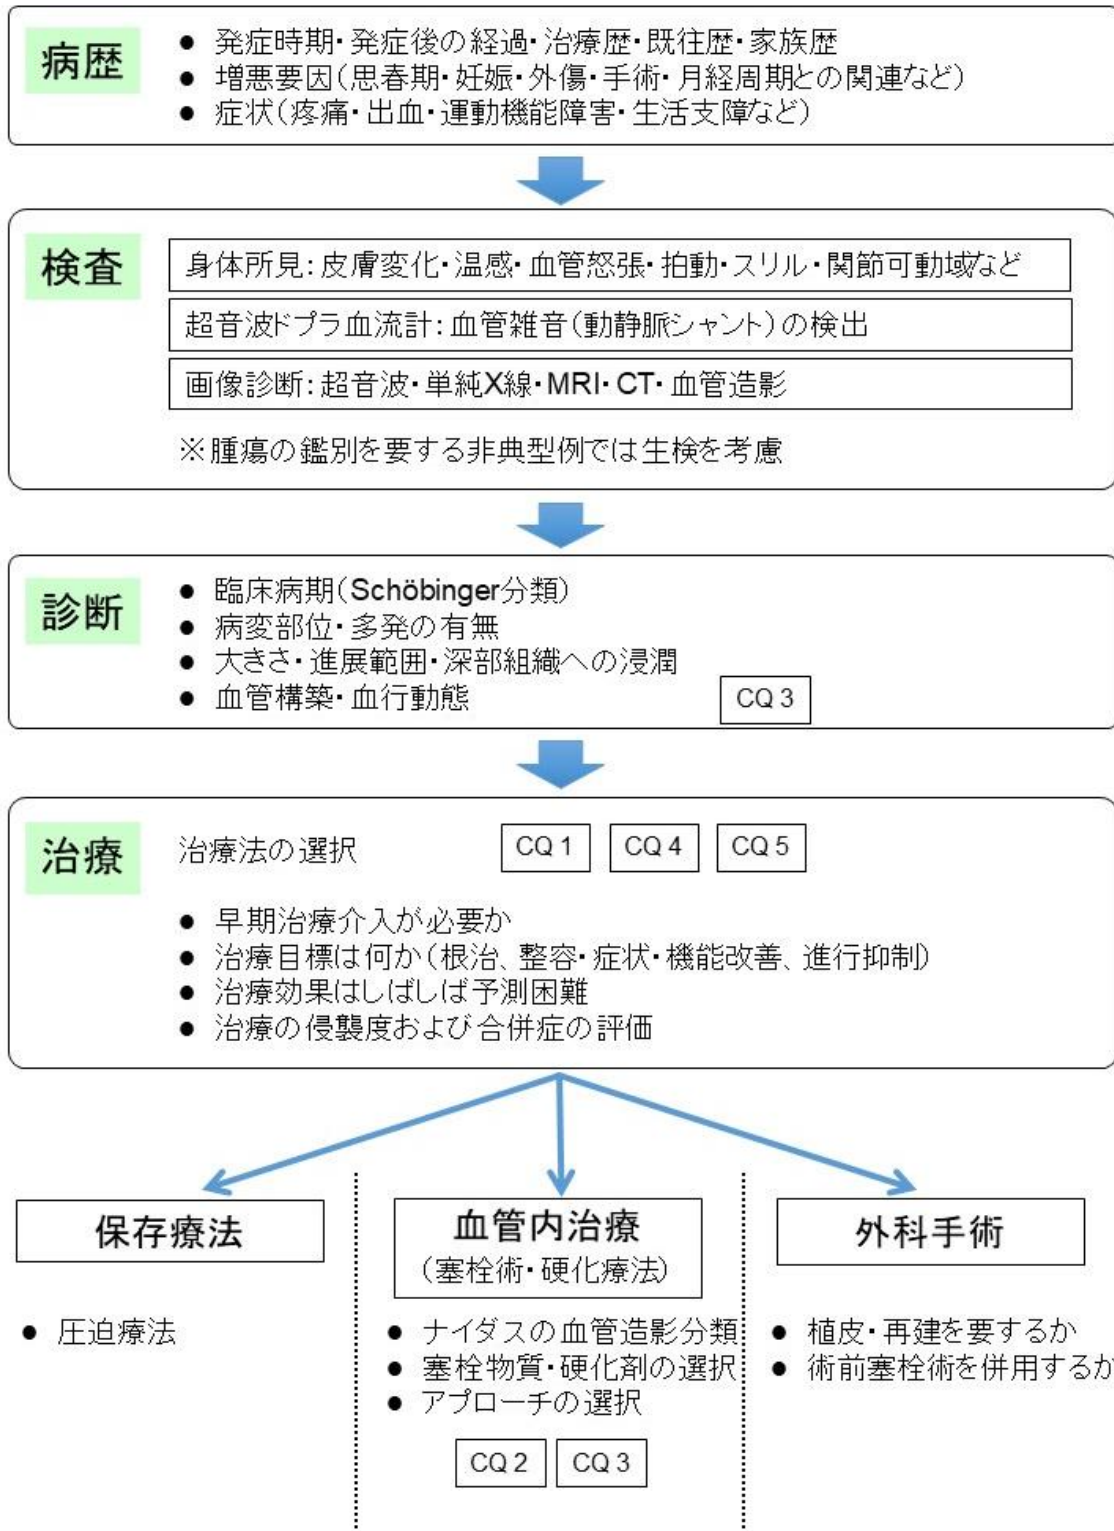 病歴
● 発症時期・発症後の経過・治療歴・既往歴・家族歴
● 増悪要因(思春期・妊娠・外傷・手術・月経周期との関連など)
● 症状(疼痛・出血・運動機能障害・生活支障など)
検査
身体所見:皮膚変化・温感・血管怒張・拍動・スリル・関節可動域など
超音波ドプラ血流計:血管雑音(動静脈シャント)の検出
画像診断:超音波・単純X線・MRI・CT・血管造影
※腫瘍の鑑別を要する非典型例では生検を考慮
診断
● 臨床病期(Schöbinger分類)
● 病変部位・多発の有無
● 大きさ・進展範囲・深部組織への浸潤
● 血管構築・血行動態
CQ 3
治療
治療法の選択 CQ 1 CQ 4 CQ 5
● 早期治療介入が必要か
● 治療目標は何か(根治、整容・症状・機能改善、進行抑制)
● 治療効果はしばしば予測困難
● 治療の侵襲度および合併症の評価
保存療法
● 圧迫療法
血管内治療
(塞栓術・硬化療法)
● ナイダスの血管造影分類
● 塞栓物質・硬化剤の選択
● アプローチの選択
CQ 2 CQ 3
外科手術
● 植皮・再建を要するか
● 術前塞栓術を併用するか